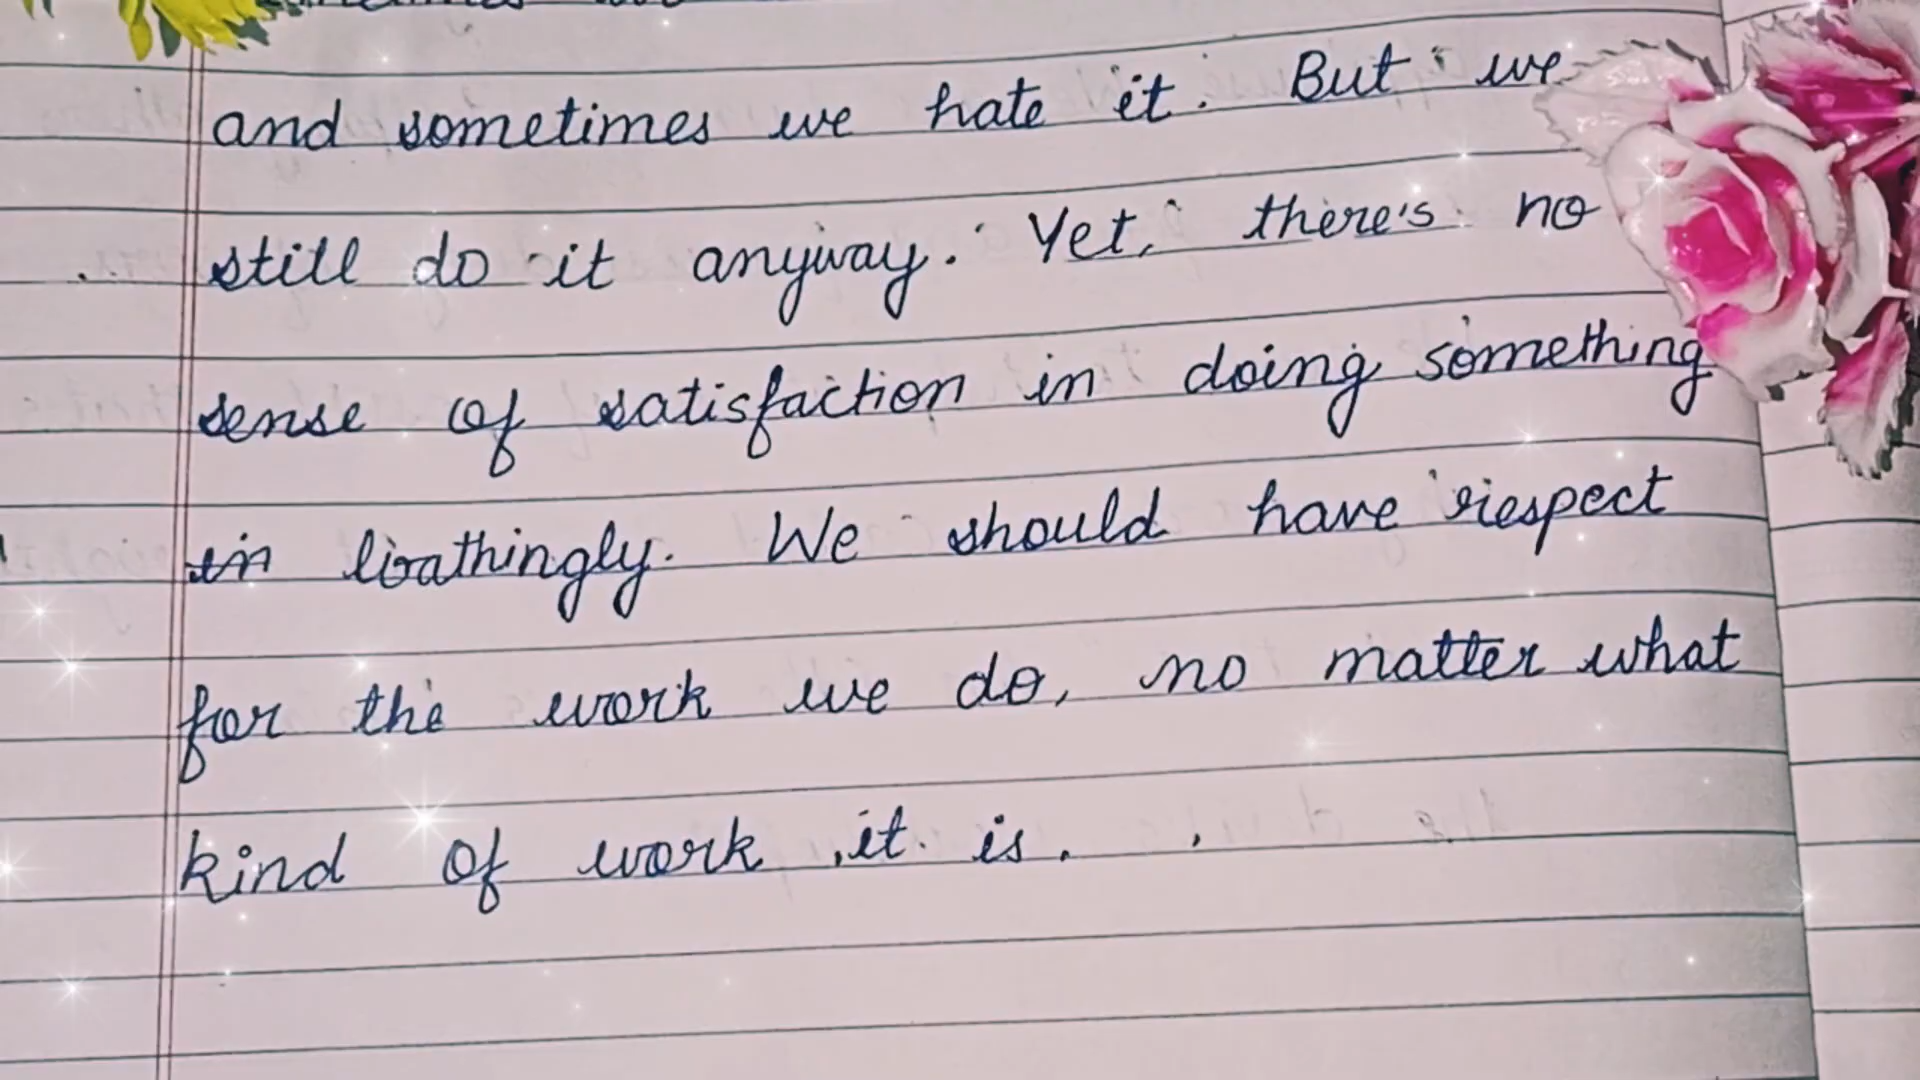 and sometimes we hate it. But we
still do it anyway. Yet, there's no
sense of satisfaction in doing something
in loathingly. We should have respect
for the work we do, no matter what
kind of work it is.